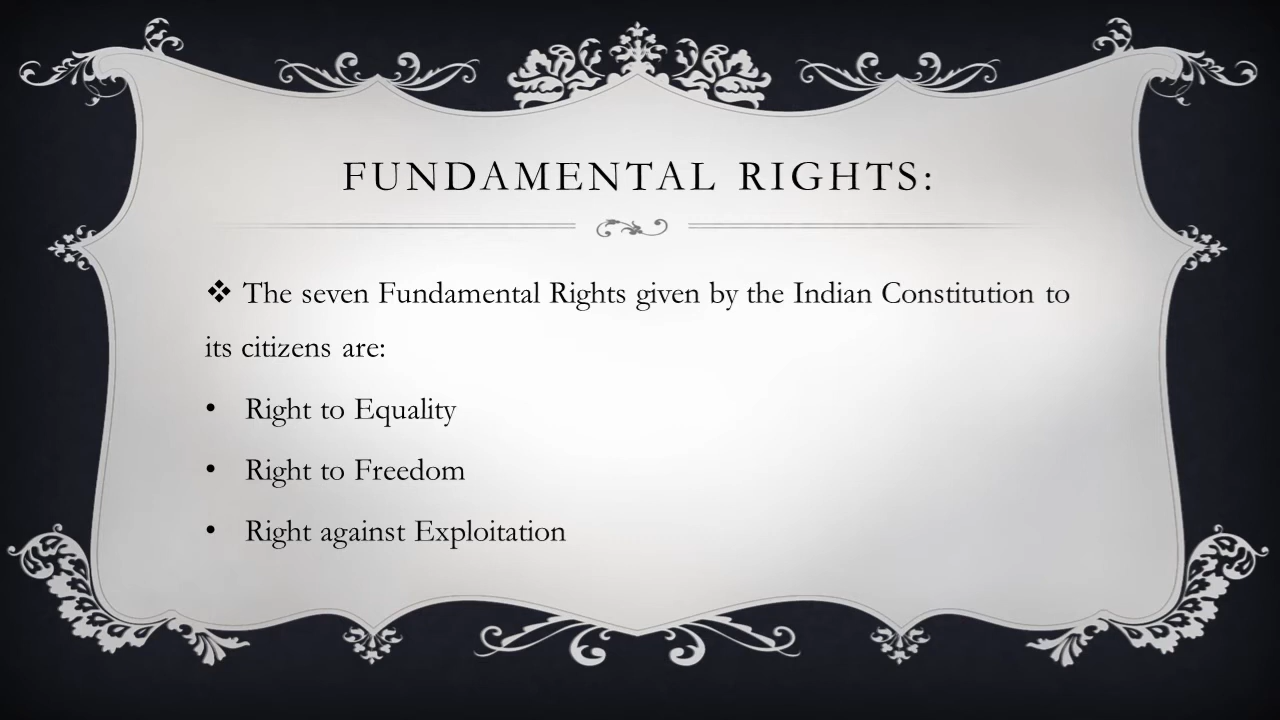 FUNDAMENTAL RIGHTS:
❖ The seven Fundamental Rights given by the Indian Constitution to
its citizens are:
• Right to Equality
• Right to Freedom
• Right against Exploitation